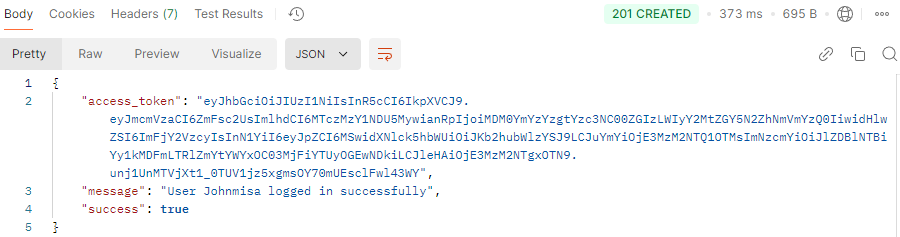 Body Cookies Headers (7) Test Results 201 CREATED 373 ms 695 B
Pretty Raw Preview Visualize JSON
1 {
2 "access_token": "eyJhbGciOiJIUzI1NiIsInR5cCI6IkpXVCJ9.
eyJmcmVzaCI6ZmFsc2UsImlhdCI6MTczMzY1NDU5MywianRpIjoiMDM0YmYzYzgtYzc3NC00ZGIzLWIyY2MtZGY5N2ZhNmVmYzQ0IiwidHlw
ZSI6ImFjY2VzcyIsInN1YiI6eyJpZCI6MSwidXNlck5hbWUiOiJKb2hubWlzYSJ9LCJuYmYiOjE3MzM2NTQ1OTMsImNzcmYiOiJlZDBlNTBi
Yy1kMDFmLTRlZmYtYWYxOC03MjFiYTUyOGEwNDkiLCJleHAiOjE3MzM2NTgxOTN9.
unj1UnMTVjXt1_0TUV1jz5xgmsOY70mUEsclFwl43WY",
3 "message": "User Johnmisa logged in successfully",
4 "success": true
5 }